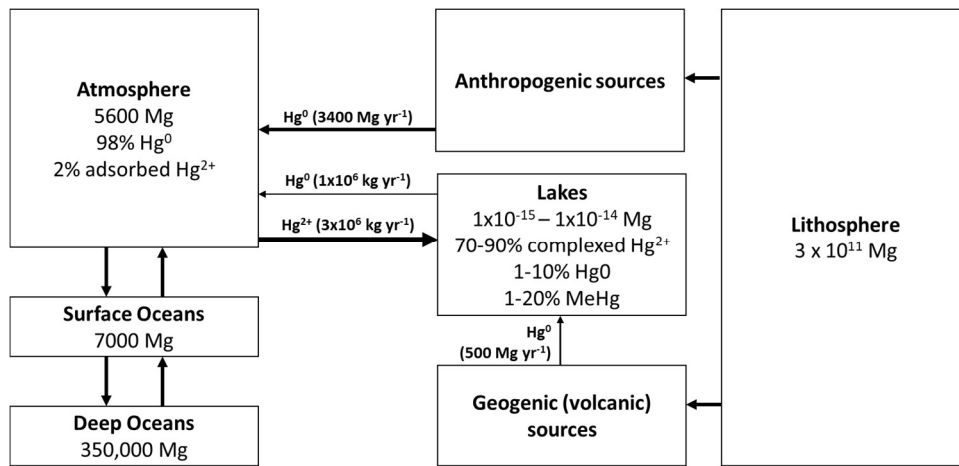 Atmosphere
5600 Mg
98% Hg⁰
2% adsorbed Hg²⁺
Anthropogenic sources
Hg⁰ (3400 Mg yr⁻¹)
Hg⁰ (1x10⁶ kg yr⁻¹)
Hg²⁺ (3x10⁶ kg yr⁻¹)
Lakes
1x10⁻¹⁵ – 1x10⁻¹⁴ Mg
70-90% complexed Hg²⁺
1-10% Hg0
1-20% MeHg
Lithosphere
3 x 10¹¹ Mg
Surface Oceans
7000 Mg
Hg⁰
(500 Mg yr⁻¹)
Deep Oceans
350,000 Mg
Geogenic (volcanic)
sources